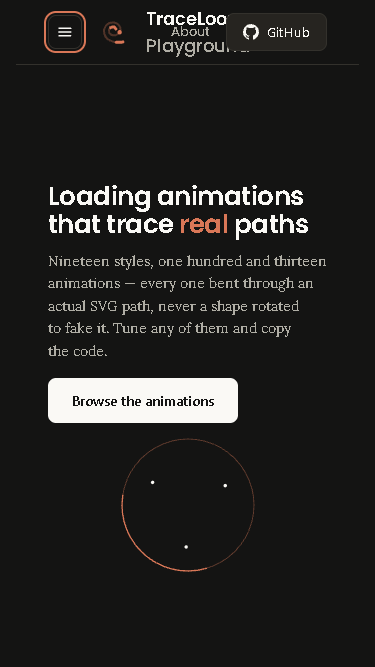 About
GitHub
Loading animations
that trace real paths
Nineteen styles, one hundred and thirteen
animations — every one bent through an
actual SVG path, never a shape rotated
to fake it. Tune any of them and copy
the code.
Browse the animations